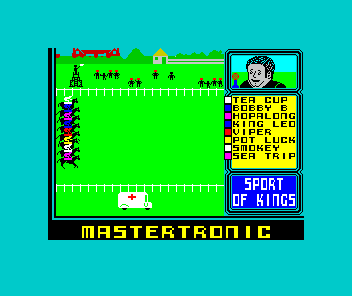 TEA CUP
BOBBY B
HOPALONG
KING LEO
VIPER
POT LUCK
SMOKEY
SEA TRIP
SPORT
OF KINGS
MASTERTRONIC